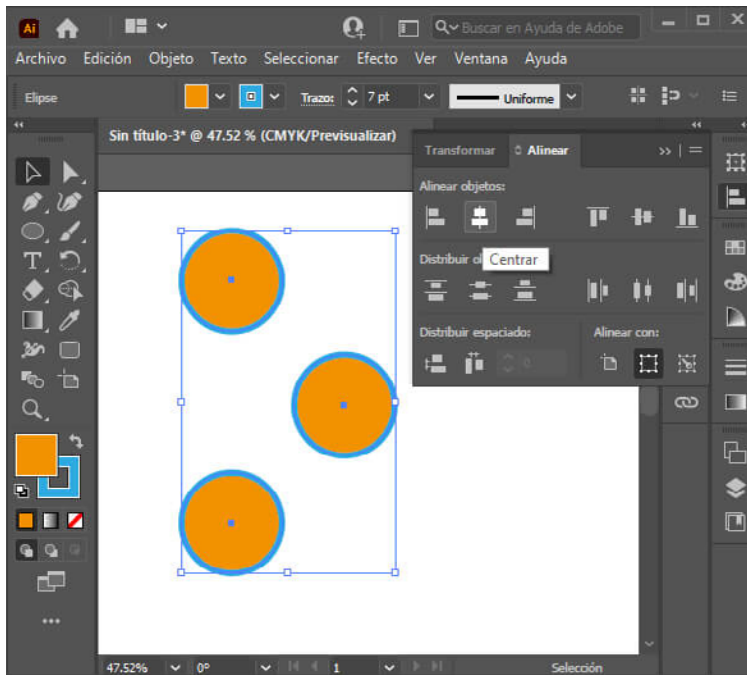 Ai
Buscar en Ayuda de Adobe
Archivo Edición Objeto Texto Seleccionar Efecto Ver Ventana Ayuda
Elipse Trazo: 7 pt Uniforme
Sin título-3* @ 47.52 % (CMYK/Previsualizar)
Transformar Alinear
Alinear objetos:
Distribuir o
Centrar
Distribuir espaciado: Alinear con:
0
47.52% 0° 1 Selección